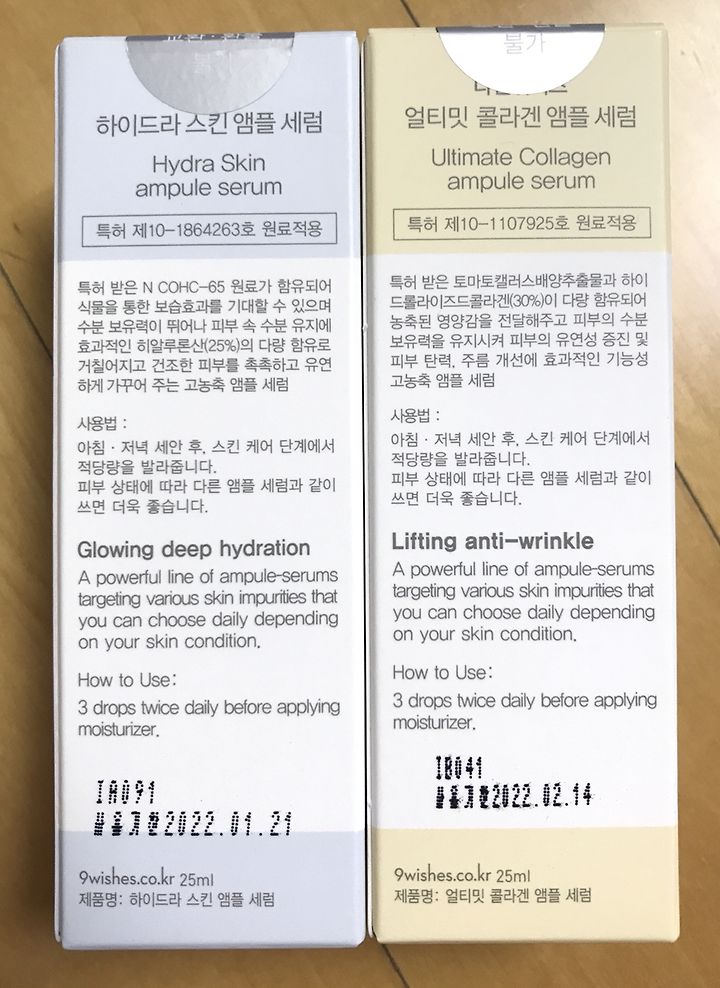 불
하이드라 스킨 앰플 세럼
Hydra Skin
ampule serum
특허 제10-1864263호 원료적용
특허 받은 N COHC-65 원료가 함유되어
식물을 통한 보습효과를 기대할 수 있으며
수분 보유력이 뛰어나 피부 속 수분 유지에
효과적인 히알루론산(25%)의 다량 함유로
거칠어지고 건조한 피부를 촉촉하고 유연
하게 가꾸어 주는 고농축 앰플 세럼
사용법 :
아침 · 저녁 세안 후, 스킨 케어 단계에서
적당량을 발라줍니다.
피부 상태에 따라 다른 앰플 세럼과 같이
쓰면 더욱 좋습니다.
Glowing deep hydration
A powerful line of ampule-serums
targeting various skin impurities that
you can choose daily depending
on your skin condition.
How to Use:
3 drops twice daily before applying
moisturizer.
IA091
사용기한2022.01.21
9wishes.co.kr 25ml
제품명: 하이드라 스킨 앰플 세럼
불가
얼티밋 콜라겐 앰플 세럼
Ultimate Collagen
ampule serum
특허 제10-1107925호 원료적용
특허 받은 토마토캘러스배양추출물과 하이
드롤라이즈드콜라겐(30%)이 다량 함유되어
농축된 영양감을 전달해주고 피부의 수분
보유력을 유지시켜 피부의 유연성 증진 및
피부 탄력, 주름 개선에 효과적인 기능성
고농축 앰플 세럼
사용법 :
아침 · 저녁 세안 후, 스킨 케어 단계에서
적당량을 발라줍니다.
피부 상태에 따라 다른 앰플 세럼과 같이
쓰면 더욱 좋습니다.
Lifting anti-wrinkle
A powerful line of ampule-serums
targeting various skin impurities that
you can choose daily depending
on your skin condition.
How to Use:
3 drops twice daily before applying
moisturizer.
IB041
사용기한2022.02.14
9wishes.co.kr 25ml
제품명: 얼티밋 콜라겐 앰플 세럼